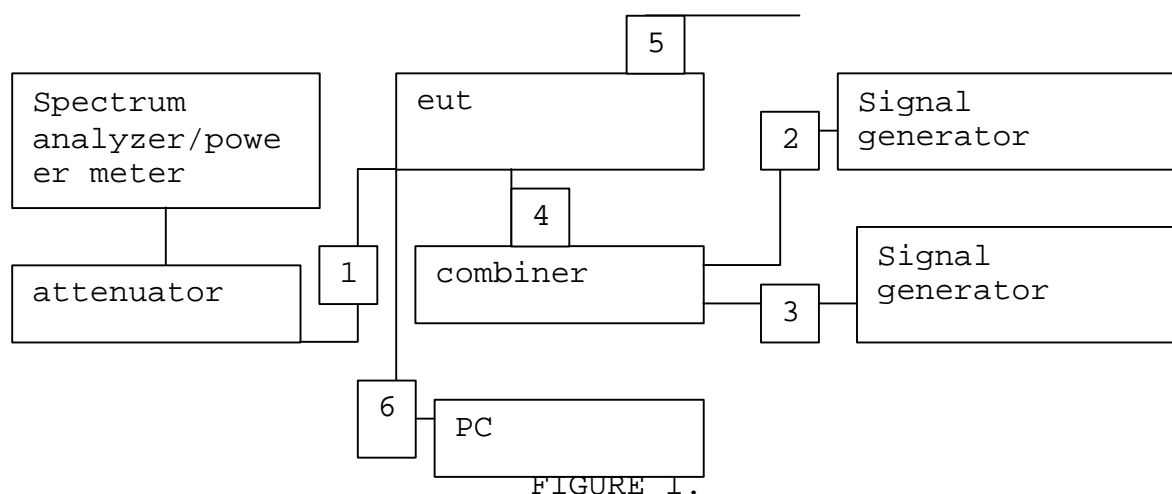 5
Spectrum
analyzer/powe
er meter
eut
2
Signal
generator
4
1
attenuator
combiner
Signal
generator
3
6
PC
FIGURE 1.